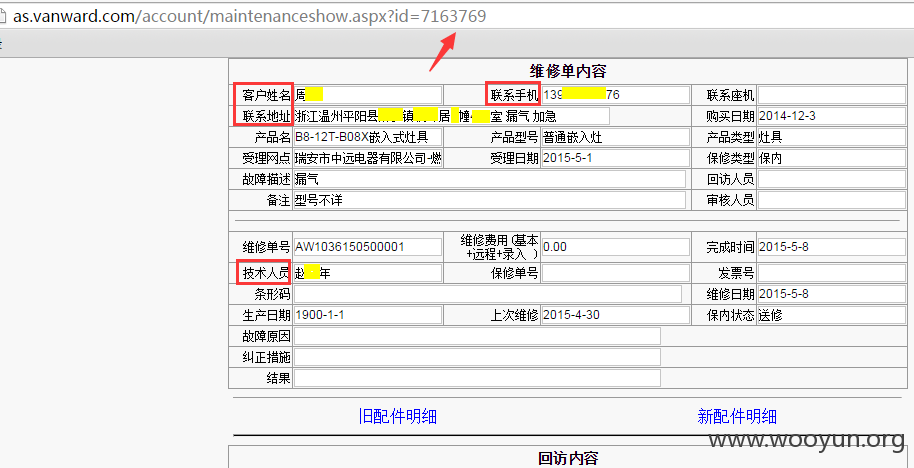 as.vanward.com/account/maintenanceshow.aspx?id=7163769
维修单内容
客户姓名 周 联系手机 139 76 联系座机
联系地址 浙江温州平阳县 镇 居 幢 室 漏气 加急 购买日期 2014-12-3
产品名 B8-12T-B08X嵌入式灶具 产品型号 普通嵌入灶 产品类型 灶具
受理网点 瑞安市中远电器有限公司-燃 受理日期 2015-5-1 保修类型 保内
故障描述 漏气 回访人员
备注 型号不详 审核人员
维修单号 AW1036150500001 维修费用(基本+远程+录入 ) 0.00 完成时间 2015-5-8
技术人员 赵 年 保修单号 发票号
条形码 维修日期 2015-5-8
生产日期 1900-1-1 上次维修 2015-4-30 保内状态 送修
故障原因
纠正措施
结果
旧配件明细 新配件明细
www.wooyun.org
回访内容